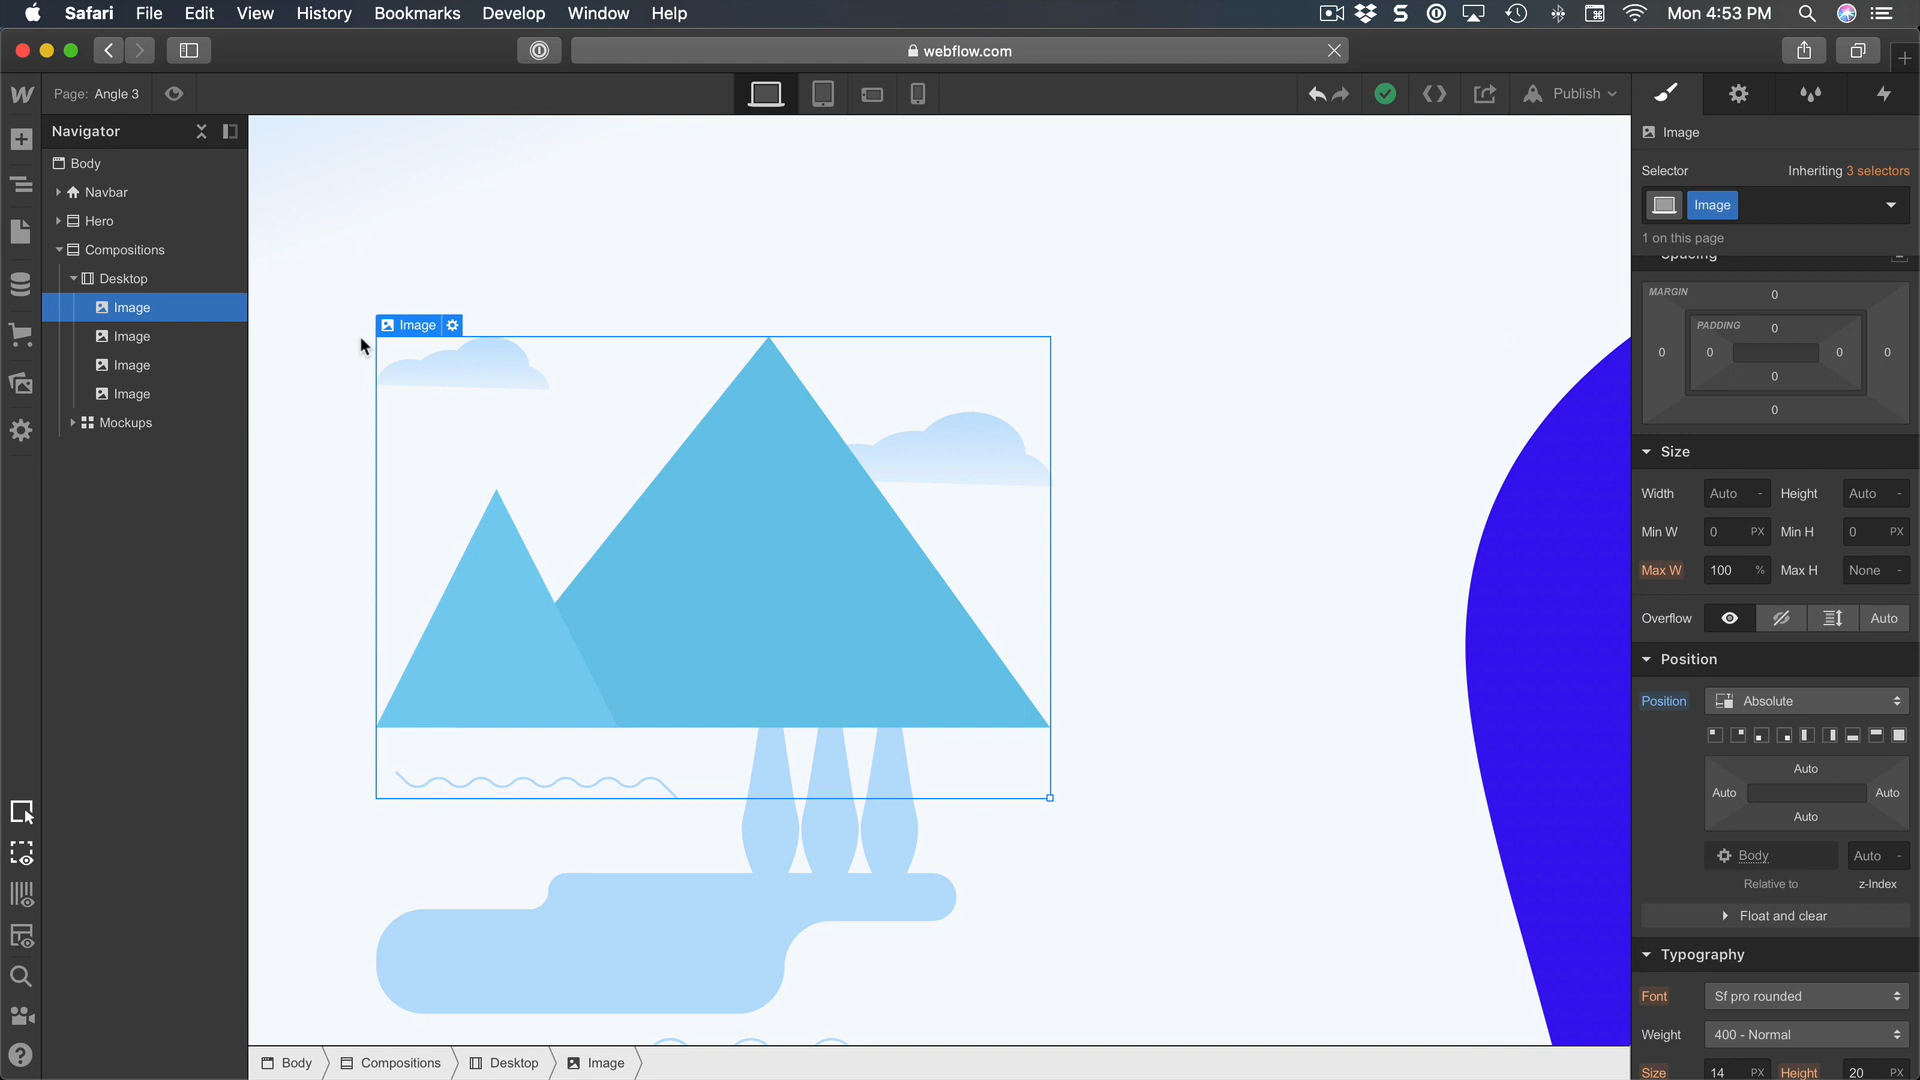 Safari File Edit View History Bookmarks Develop Window Help Mon 4:53 PM
webflow.com
Page: Angle 3 Publish
Navigator
Body
Navbar
Hero
Compositions
Desktop
Image
Image
Image
Image
Mockups
Image
Image
Selector Inheriting 3 selectors
Image
1 on this page
Spacing
MARGIN 0
PADDING 0
0 0 0 0
0
0
Size
Width Auto - Height Auto -
Min W 0 PX Min H 0 PX
Max W 100 % Max H None -
Overflow Auto
Position
Position Absolute
Auto
Auto Auto
Auto
Body Auto -
Relative to z-Index
Float and clear
Typography
Font Sf pro rounded
Weight 400 - Normal
Size 14 PX Height 20 PX
Body Compositions Desktop Image